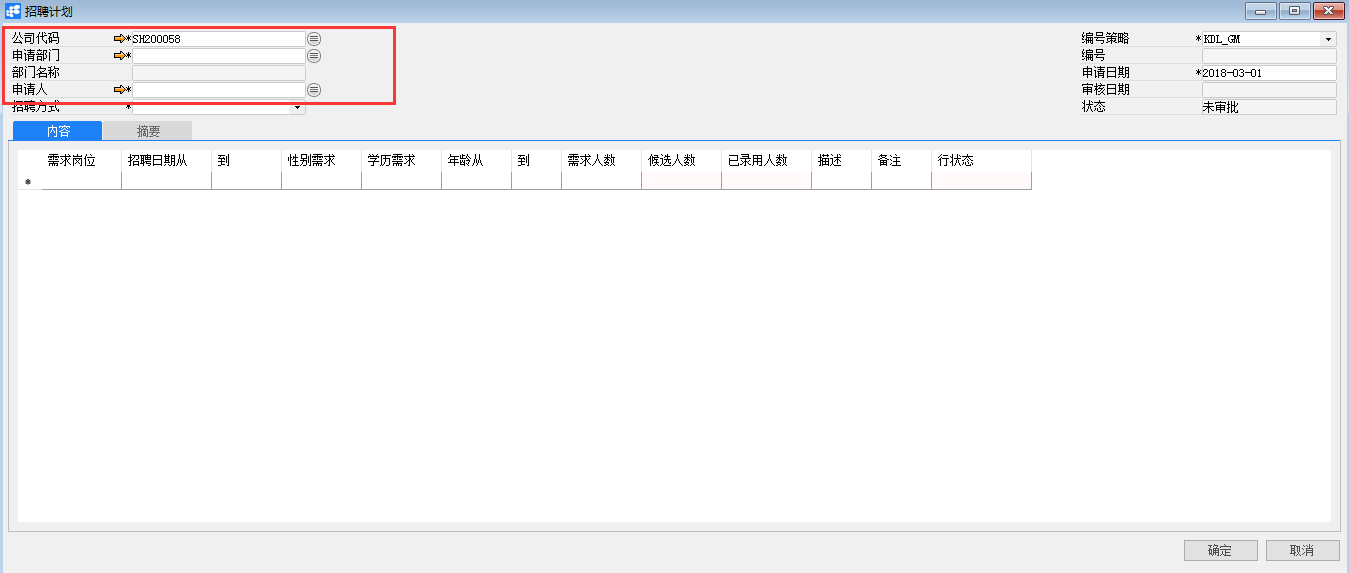 招聘计划
公司代码 *SH200058
申请部门 *
部门名称
申请人 *
招聘方式 *
编号策略 *KDL_GM
编号
申请日期 *2018-03-01
审核日期
状态 未审批
内容 摘要
需求岗位 招聘日期从 到 性别需求 学历需求 年龄从 到 需求人数 候选人数 已录用人数 描述 备注 行状态
*
确定 取消